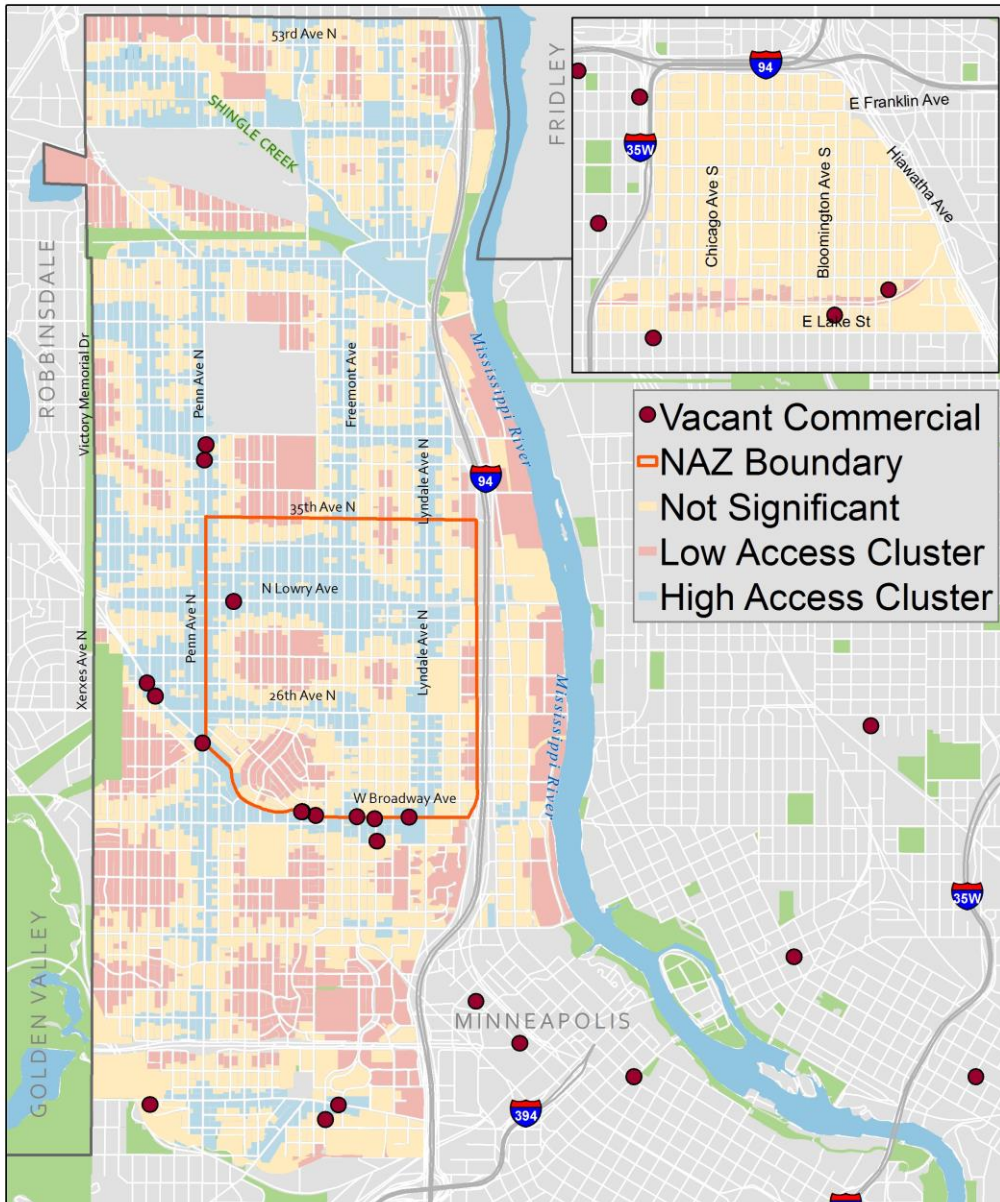 53rd Ave N
SHINGLE CREEK
FRIDLEY
94
E Franklin Ave
35W
Hiawatha Ave
Chicago Ave S
Bloomington Ave S
E Lake St
ROBBINSDALE
Victory Memorial Dr
Penn Ave N
Freemont Ave
Lyndale Ave N
Mississippi River
94
35th Ave N
Vacant Commercial
NAZ Boundary
Not Significant
Low Access Cluster
High Access Cluster
N Lowry Ave
Xerxes Ave N
Penn Ave N
Lyndale Ave N
26th Ave N
Mississippi River
W Broadway Ave
35W
GOLDEN VALLEY
MINNEAPOLIS
394